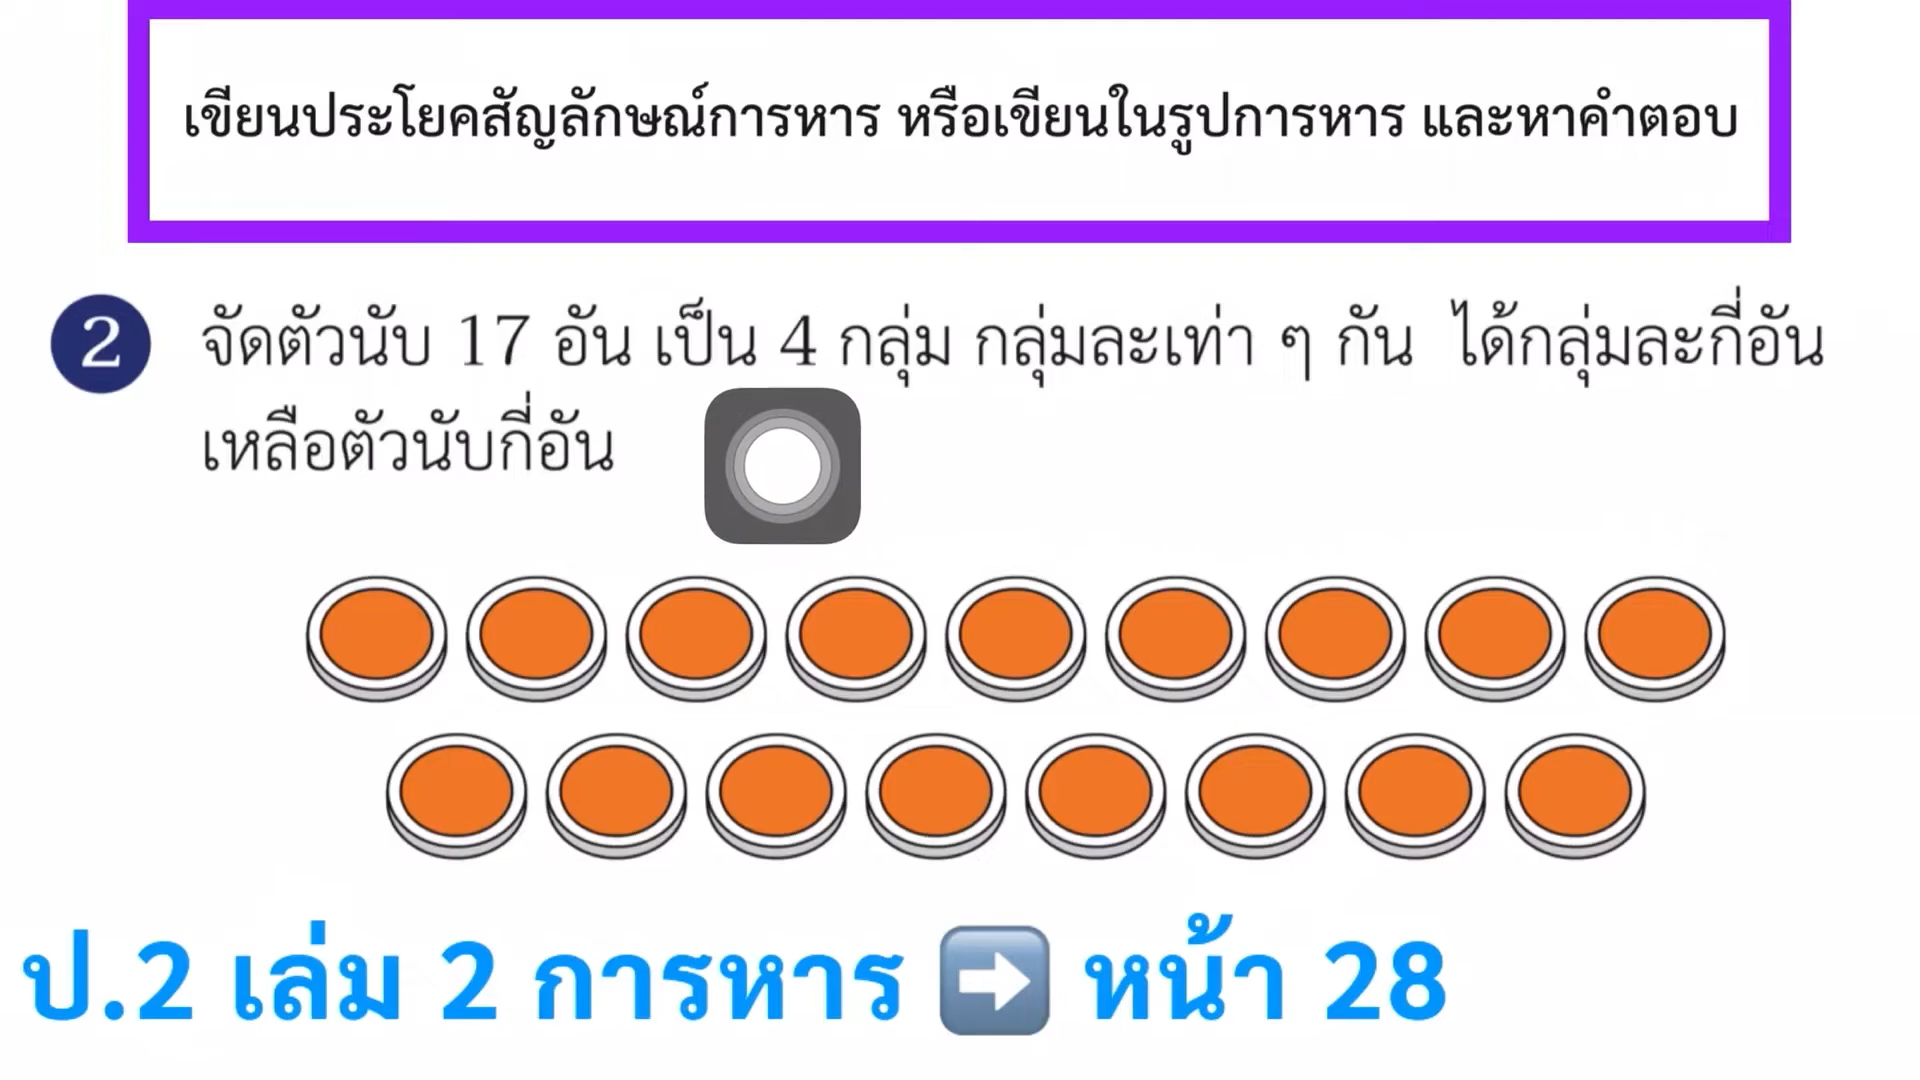 เขียนประโยคสัญลักษณ์การหาร หรือเขียนในรูปการหาร และหาคำตอบ
2 จัดตัวนับ 17 อัน เป็น 4 กลุ่ม กลุ่มละเท่า ๆ กัน ได้กลุ่มละกี่อัน
เหลือตัวนับกี่อัน
ป.2 เล่ม 2 การหาร ➡ หน้า 28